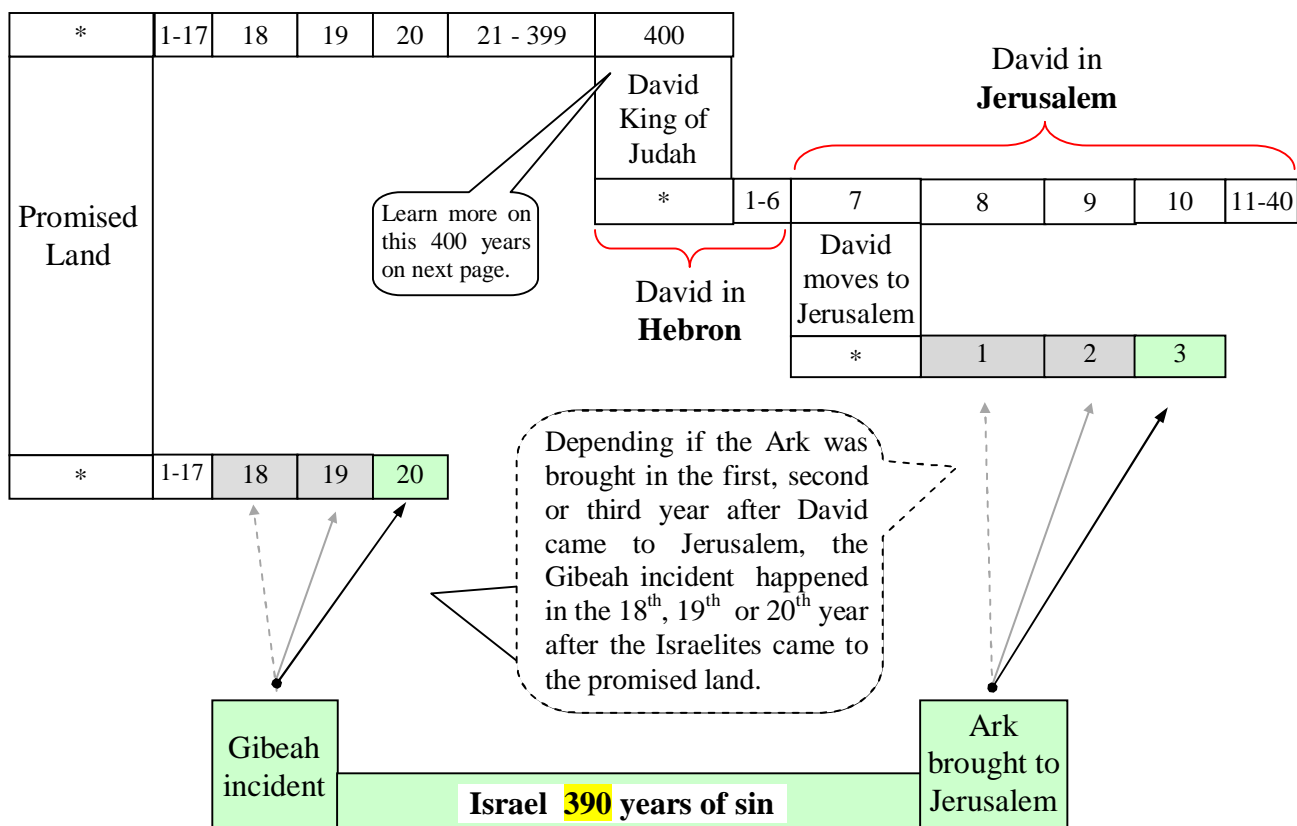 * 1-17 18 19 20 21 - 399 400
David
King of
Judah
David in
Jerusalem
Promised
Land
Learn more on
this 400 years
on next page.
* 1-6 7 8 9 10 11-40
David in
Hebron
David
moves to
Jerusalem
* 1 2 3
* 1-17 18 19 20
Depending if the Ark was
brought in the first, second
or third year after David
came to Jerusalem, the
Gibeah incident happened
in the 18th, 19th or 20th year
after the Israelites came to
the promised land.
Gibeah
incident
Ark
brought to
Jerusalem
Israel 390 years of sin